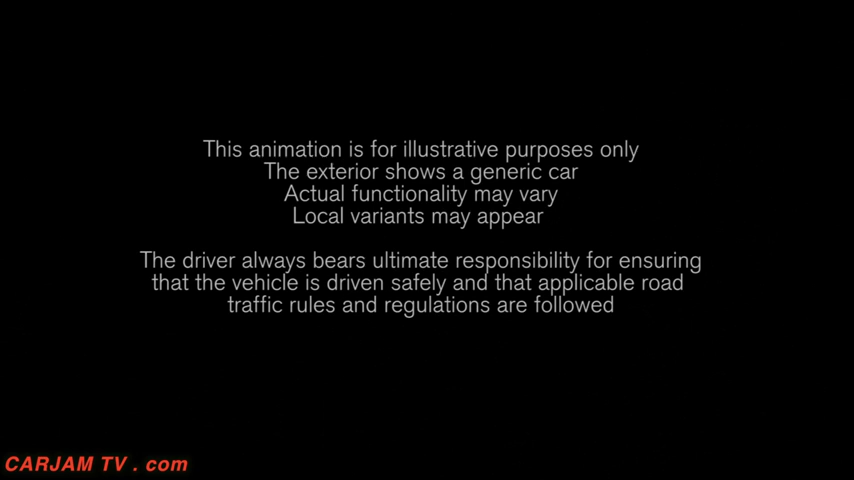 This animation is for illustrative purposes only
The exterior shows a generic car
Actual functionality may vary
Local variants may appear
The driver always bears ultimate responsibility for ensuring
that the vehicle is driven safely and that applicable road
traffic rules and regulations are followed
CARJAM TV . com